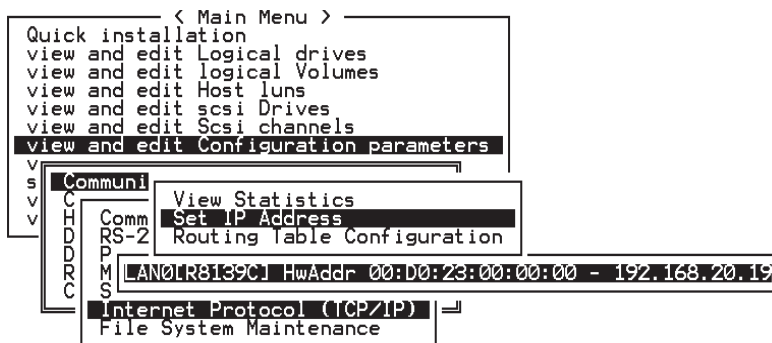 < Main Menu >
Quick installation
view and edit Logical drives
view and edit logical Volumes
view and edit Host luns
view and edit scsi Drives
view and edit Scsi channels
view and edit Configuration parameters
v
s Communi
v C View Statistics
v H Comm Set IP Address
D RS-2 Routing Table Configuration
D P
R M LAN0[R8139C] HwAddr 00:D0:23:00:00:00 - 192.168.20.19
C S
Internet Protocol (TCP/IP)
File System Maintenance